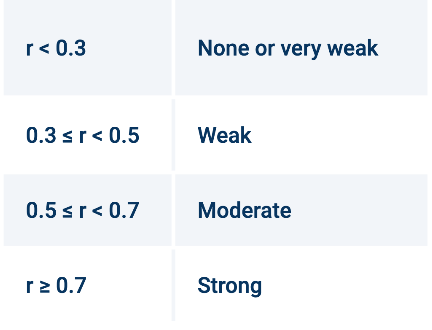 r < 0.3 None or very weak
0.3 ≤ r < 0.5 Weak
0.5 ≤ r < 0.7 Moderate
r ≥ 0.7 Strong